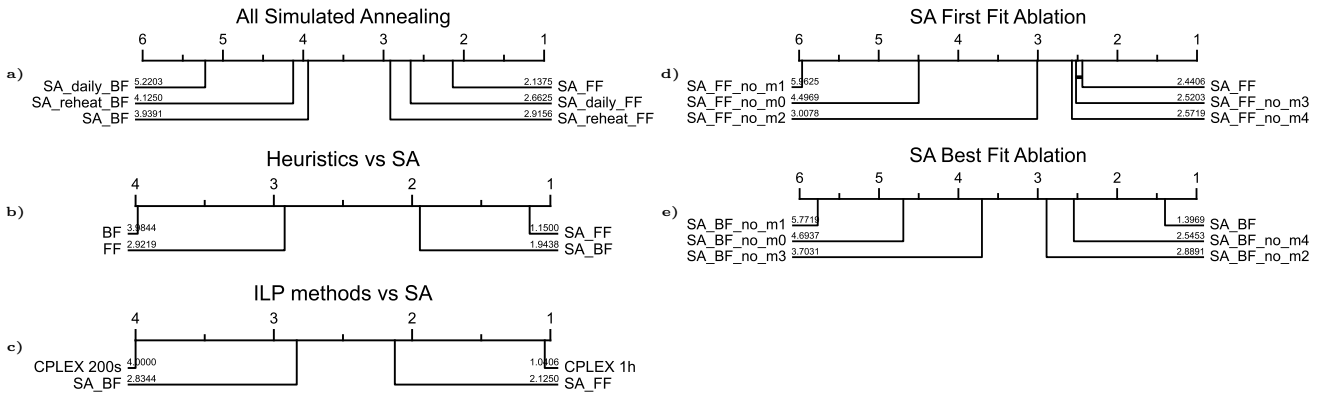 All Simulated Annealing
6 5 4 3 2 1
a)
SA_daily_BF 5.2203 2.1375 SA_FF
SA_reheat_BF 4.1250 2.6625 SA_daily_FF
SA_BF 3.9391 2.9156 SA_reheat_FF
Heuristics vs SA
4 3 2 1
b)
BF 3.9844 1.1500 SA_FF
FF 2.9219 1.9438 SA_BF
ILP methods vs SA
4 3 2 1
c)
CPLEX 200s 4.0000 1.0406 CPLEX 1h
SA_BF 2.8344 2.1250 SA_FF
SA First Fit Ablation
6 5 4 3 2 1
d)
SA_FF_no_m1 5.9625 2.4406 SA_FF
SA_FF_no_m0 4.4969 2.5203 SA_FF_no_m3
SA_FF_no_m2 3.0078 2.5719 SA_FF_no_m4
SA Best Fit Ablation
6 5 4 3 2 1
e)
SA_BF_no_m1 5.7719 1.3969 SA_BF
SA_BF_no_m0 4.6937 2.5453 SA_BF_no_m4
SA_BF_no_m3 3.7031 2.8891 SA_BF_no_m2